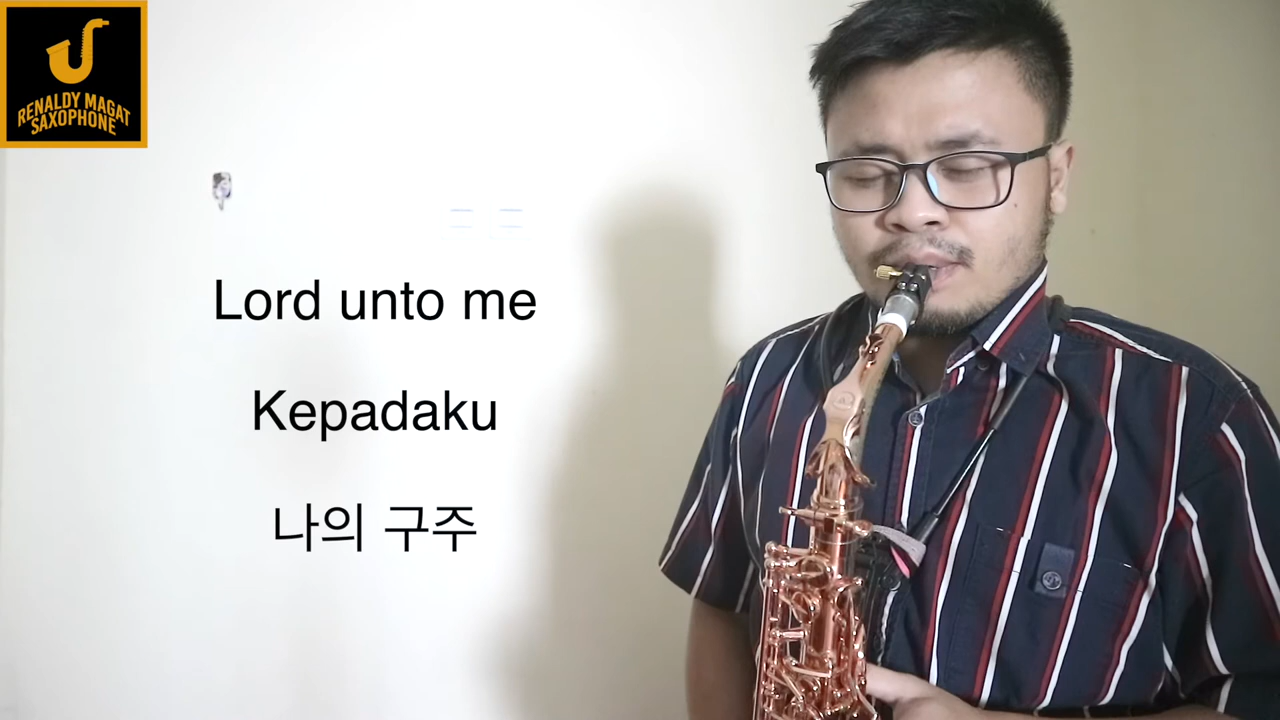 RENALDY MAGAT
SAXOPHONE
Lord unto me
Kepadaku
나의 구주